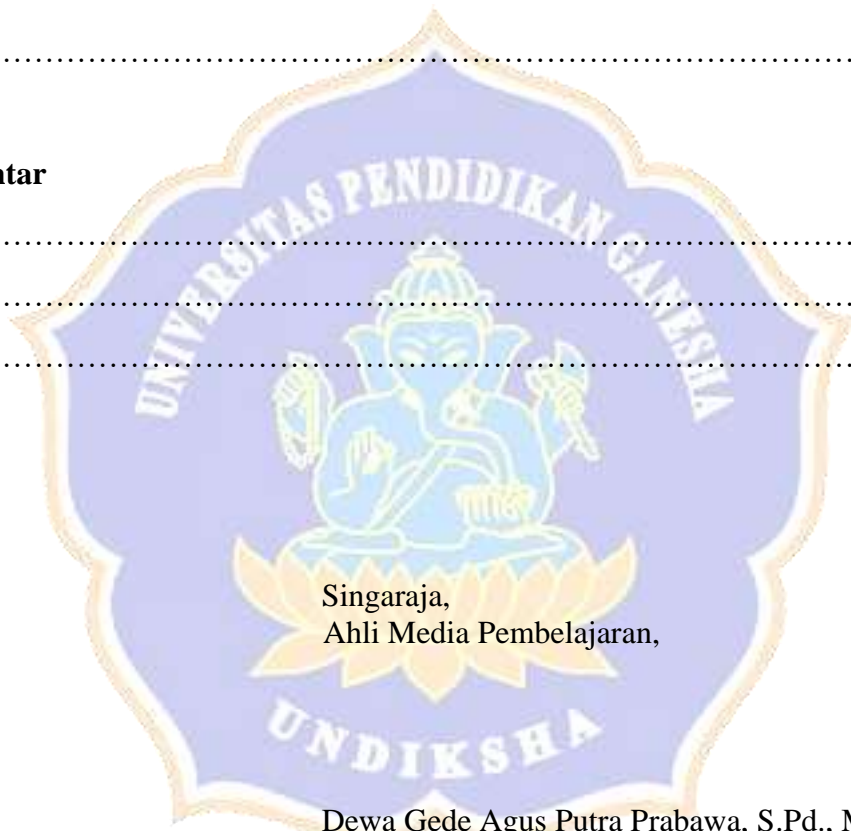 ……………………………………………………………………………
ntar
……………………………………………………………………………
……………………………………………………………………………
……………………………………………………………………………
UNIVERSITAS PENDIDIKAN GANESHA
Singaraja,
Ahli Media Pembelajaran,
UNDIKSHA
Dewa Gede Agus Putra Prabawa, S.Pd., M